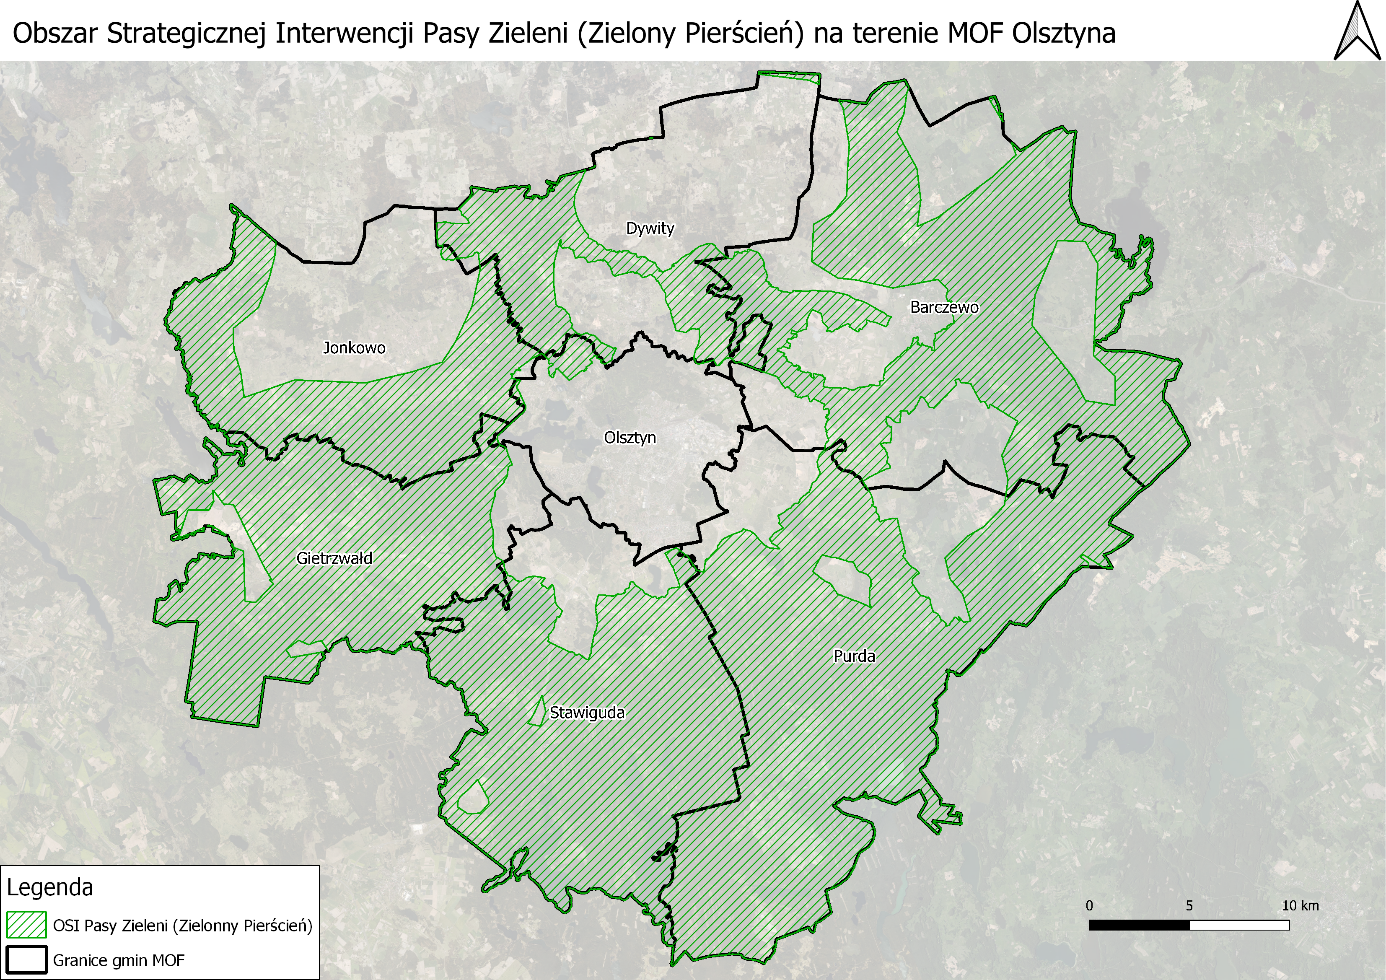 Obszar Strategicznej Interwencji Pasy Zieleni (Zielony Pierścień) na terenie MOF Olsztyna
Dywity
Barczewo
Jonkowo
Olsztyn
Gietrzwałd
Purda
Stawiguda
Legenda
OSI Pasy Zieleni (Zielonny Pierścień)
Granice gmin MOF
0 5 10 km